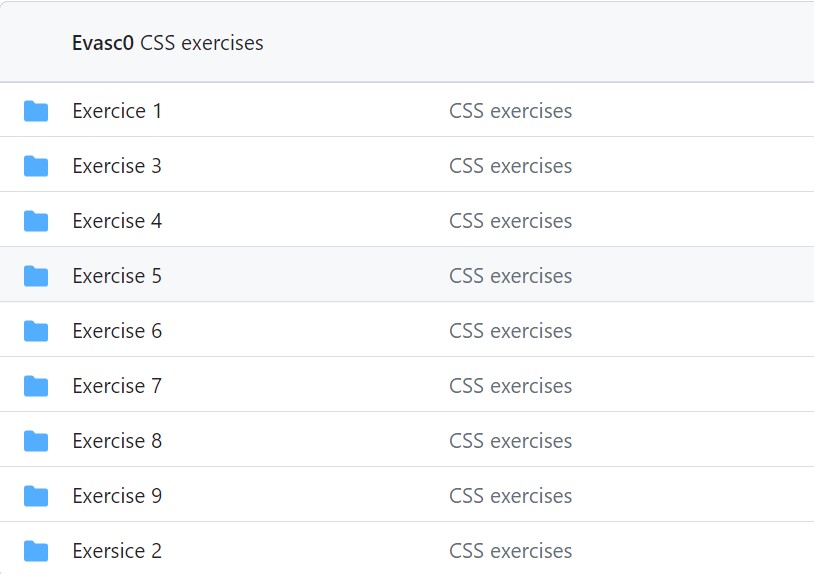 Evasc0 CSS exercises
Exercice 1 CSS exercises
Exercise 3 CSS exercises
Exercise 4 CSS exercises
Exercise 5 CSS exercises
Exercise 6 CSS exercises
Exercise 7 CSS exercises
Exercise 8 CSS exercises
Exercise 9 CSS exercises
Exersice 2 CSS exercises